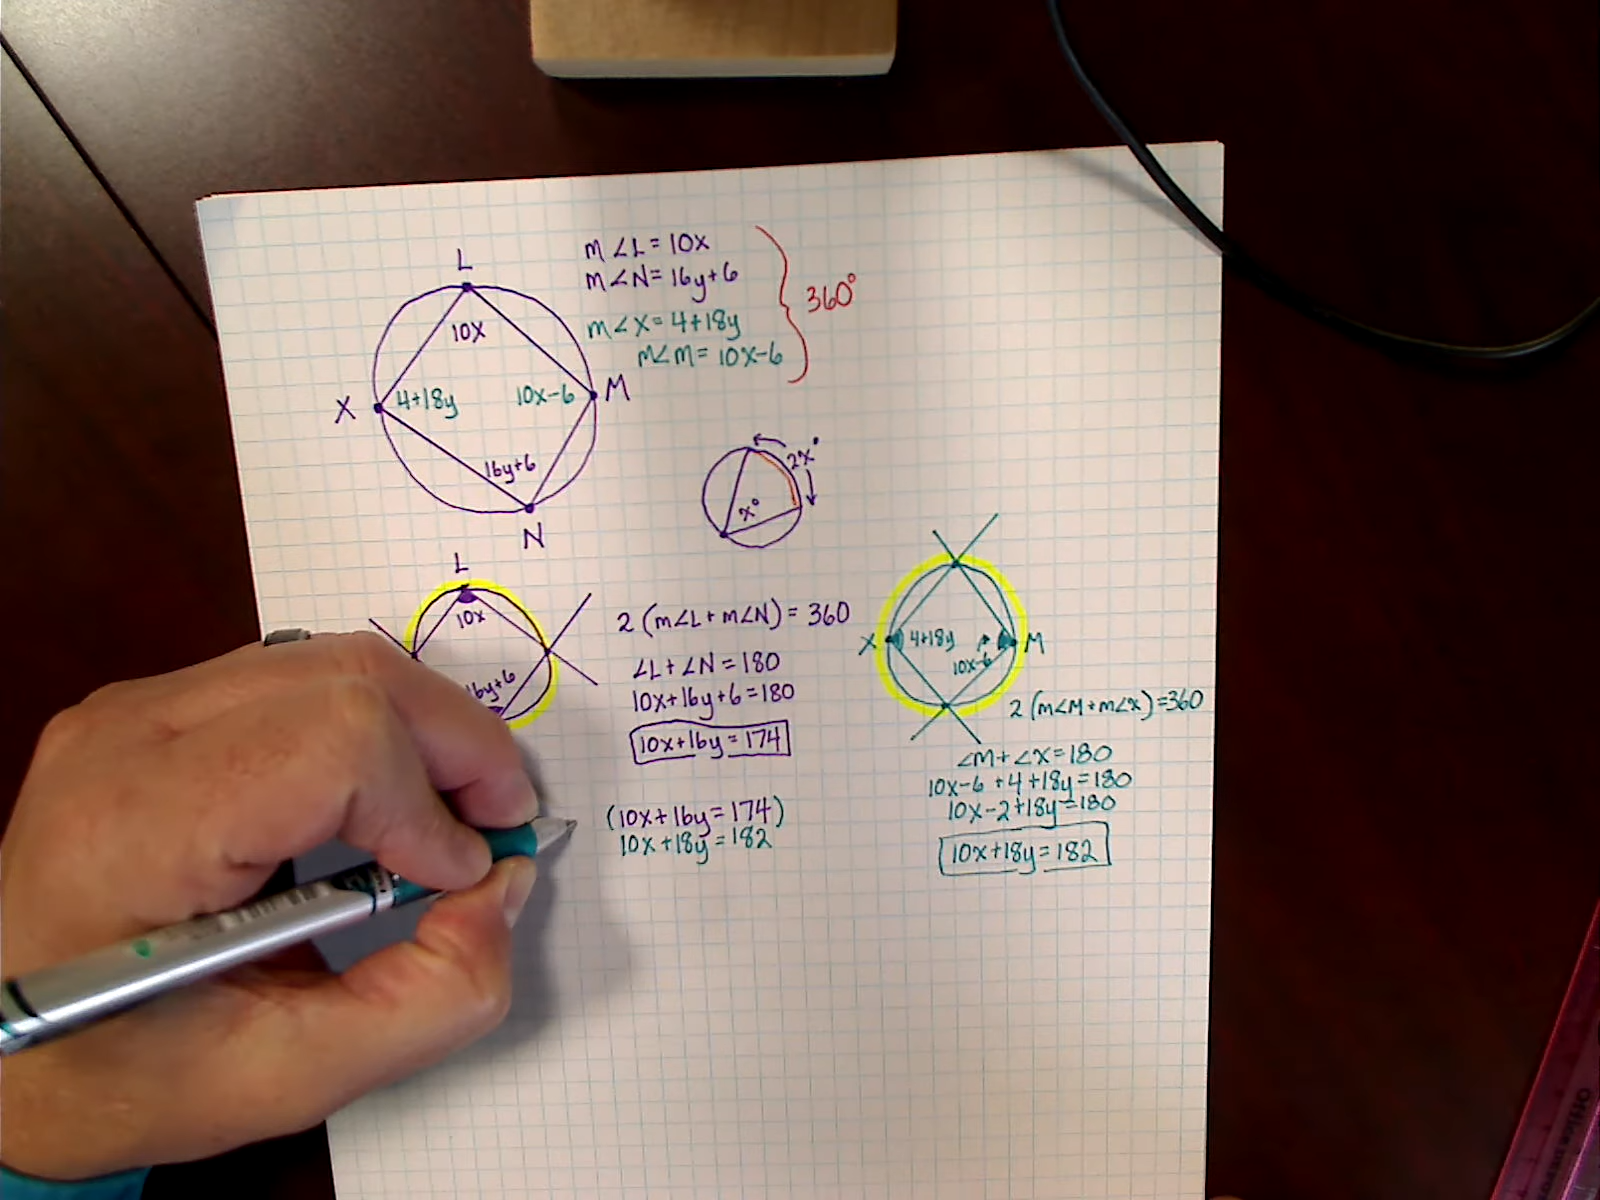 L
10x
X
4+18y
10x-6
M
16y+6
N
m∠L=10x
m∠N=16y+6
m∠X=4+18y
m∠M=10x-6
360°
2x°
x°
L
10x
16y+6
2(m∠L+m∠N)=360
∠L+∠N=180
10x+16y+6=180
10x+16y=174
(10x+16y=174)
10x+18y=182
X
4+18y
10x-6
M
2(m∠M+m∠x)=360
∠M+∠X=180
10x-6+4+18y=180
10x-2+18y=180
10x+18y=182